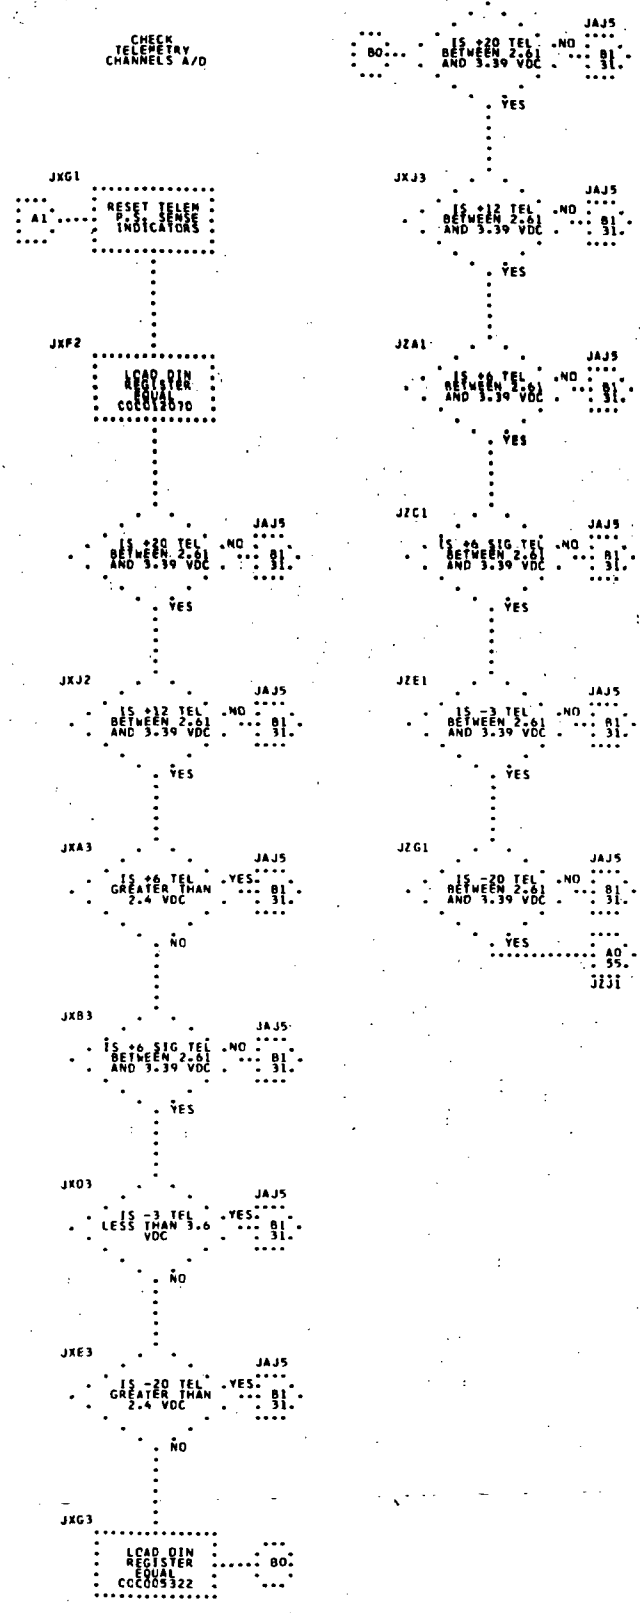 CHECK
TELEMETRY
CHANNELS A/D
JXG1
A1
RESET TELEM
P.S. SENSE
INDICATORS
JXF2
LOAD DIN
REGISTER
EQUAL
COC012070
IS +20 TEL
BETWEEN 2.61
AND 3.39 VDC
NO
JAJ5
B1
31
YES
JXJ2
IS +12 TEL
BETWEEN 2.61
AND 3.39 VDC
NO
JAJ5
B1
31
YES
JXA3
IS +6 TEL
GREATER THAN
2.4 VDC
YES
JAJ5
B1
31
NO
JXB3
IS +6 SIG TEL
BETWEEN 2.61
AND 3.39 VDC
NO
JAJ5
B1
31
YES
JXD3
IS -3 TEL
LESS THAN 3.6
VDC
YES
JAJ5
B1
31
NO
JXE3
IS -20 TEL
GREATER THAN
2.4 VDC
YES
JAJ5
B1
31
NO
JXG3
LOAD DIN
REGISTER
EQUAL
COC005322
B0
B0
IS +20 TEL
BETWEEN 2.61
AND 3.39 VDC
NO
JAJ5
B1
31
YES
JXJ3
IS +12 TEL
BETWEEN 2.61
AND 3.39 VDC
NO
JAJ5
B1
31
YES
JZA1
IS +6 TEL
BETWEEN 2.61
AND 3.39 VDC
NO
JAJ5
B1
31
YES
JZC1
IS +6 SIG TEL
BETWEEN 2.61
AND 3.39 VDC
NO
JAJ5
B1
31
YES
JZE1
IS -3 TEL
BETWEEN 2.61
AND 3.39 VDC
NO
JAJ5
B1
31
YES
JZG1
IS -20 TEL
BETWEEN 2.61
AND 3.39 VDC
NO
JAJ5
B1
31
YES
A0
55
JZJ1